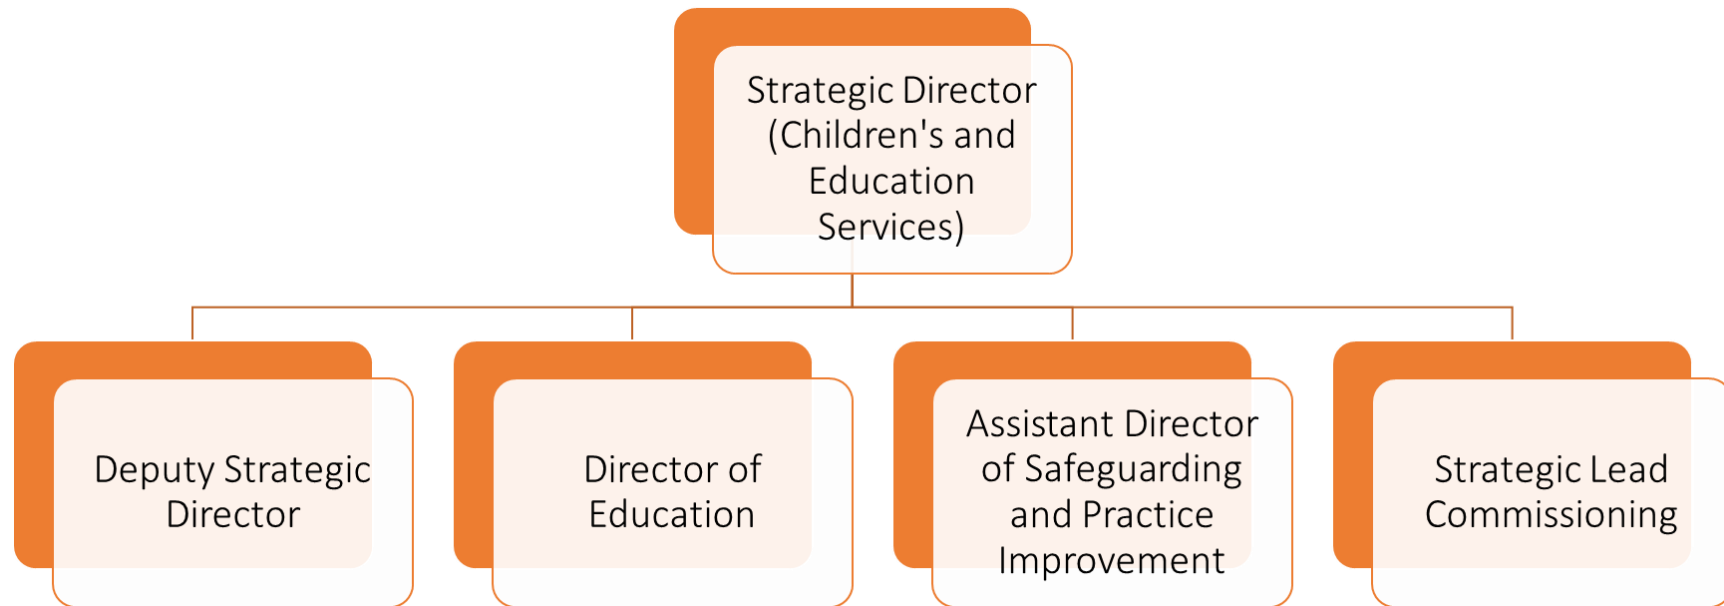 Strategic Director
(Children's and
Education
Services)
Deputy Strategic
Director
Director of
Education
Assistant Director
of Safeguarding
and Practice
Improvement
Strategic Lead
Commissioning